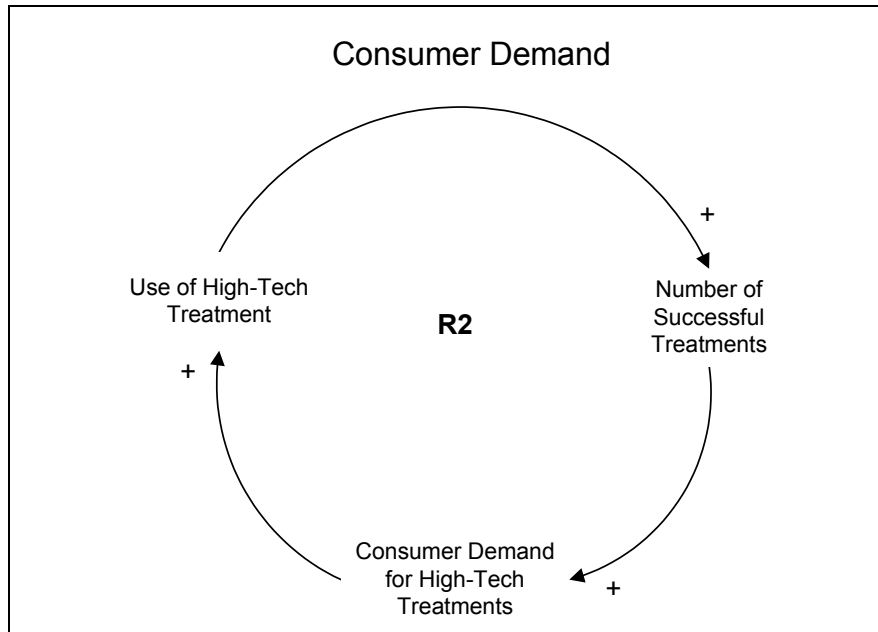 Consumer Demand
+
Use of High-Tech
Treatment
Number of
Successful
Treatments
R2
+
Consumer Demand
for High-Tech
Treatments
+